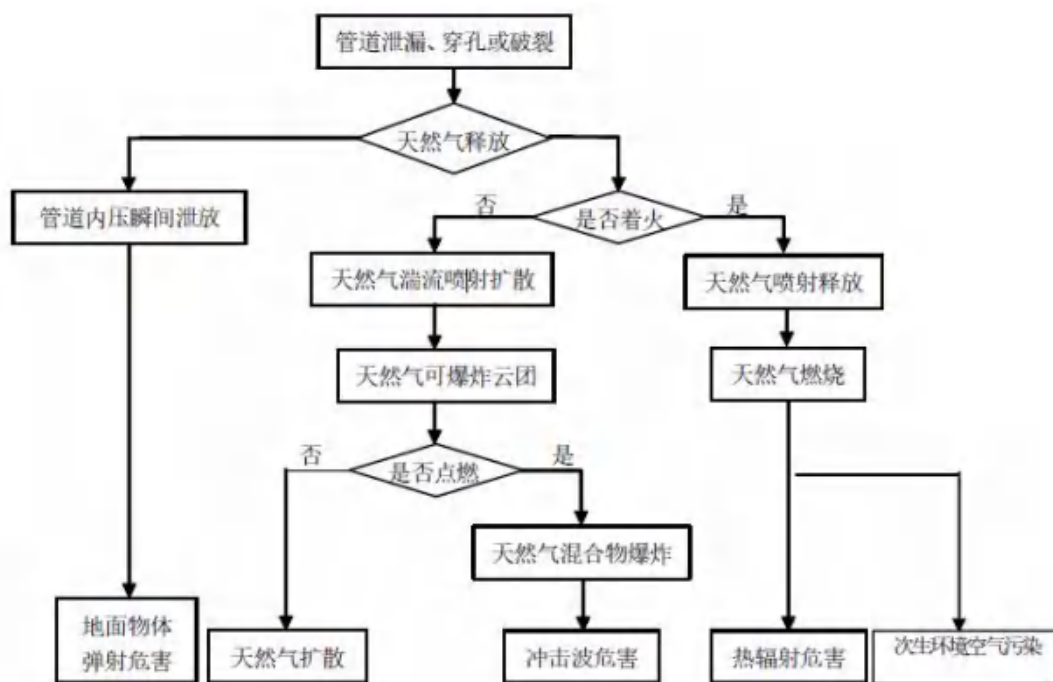 管道泄漏、穿孔或破裂
天然气释放
管道内压瞬间泄放
否
是否着火
是
天然气湍流喷射扩散
天然气喷射释放
天然气可爆炸云团
天然气燃烧
否
是否点燃
是
天然气混合物爆炸
地面物体
弹射危害
天然气扩散
冲击波危害
热辐射危害
次生环境空气污染